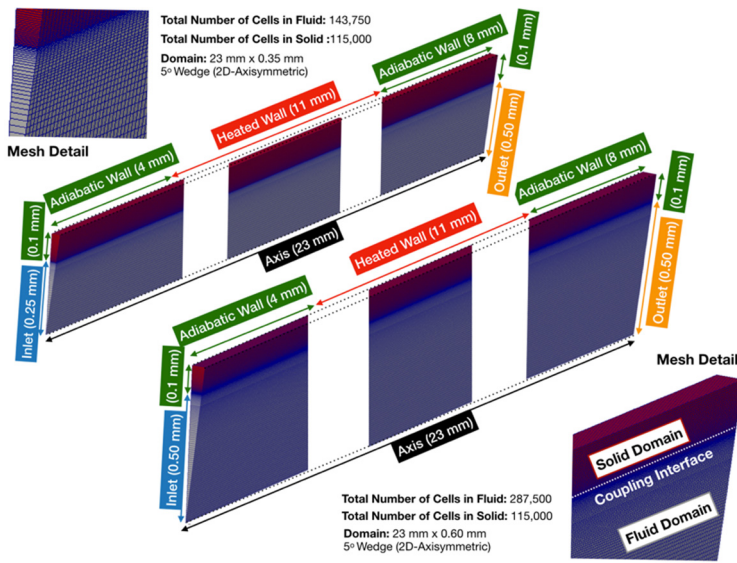 Total Number of Cells in Fluid: 143,750
Total Number of Cells in Solid :115,000
Domain: 23 mm x 0.35 mm
5º Wedge (2D-Axisymmetric)
Mesh Detail
Adiabatic Wall (4 mm)
Heated Wall (11 mm)
Adiabatic Wall (8 mm)
(0.1 mm)
Outlet (0.50 mm)
(0.1 mm)
Inlet (0.25 mm)
Axis (23 mm)
Adiabatic Wall (4 mm)
Heated Wall (11 mm)
Adiabatic Wall (8 mm)
(0.1 mm)
Outlet (0.50 mm)
(0.1 mm)
Inlet (0.50 mm)
Axis (23 mm)
Mesh Detail
Solid Domain
Coupling Interface
Fluid Domain
Total Number of Cells in Fluid: 287,500
Total Number of Cells in Solid: 115,000
Domain: 23 mm x 0.60 mm
5º Wedge (2D-Axisymmetric)